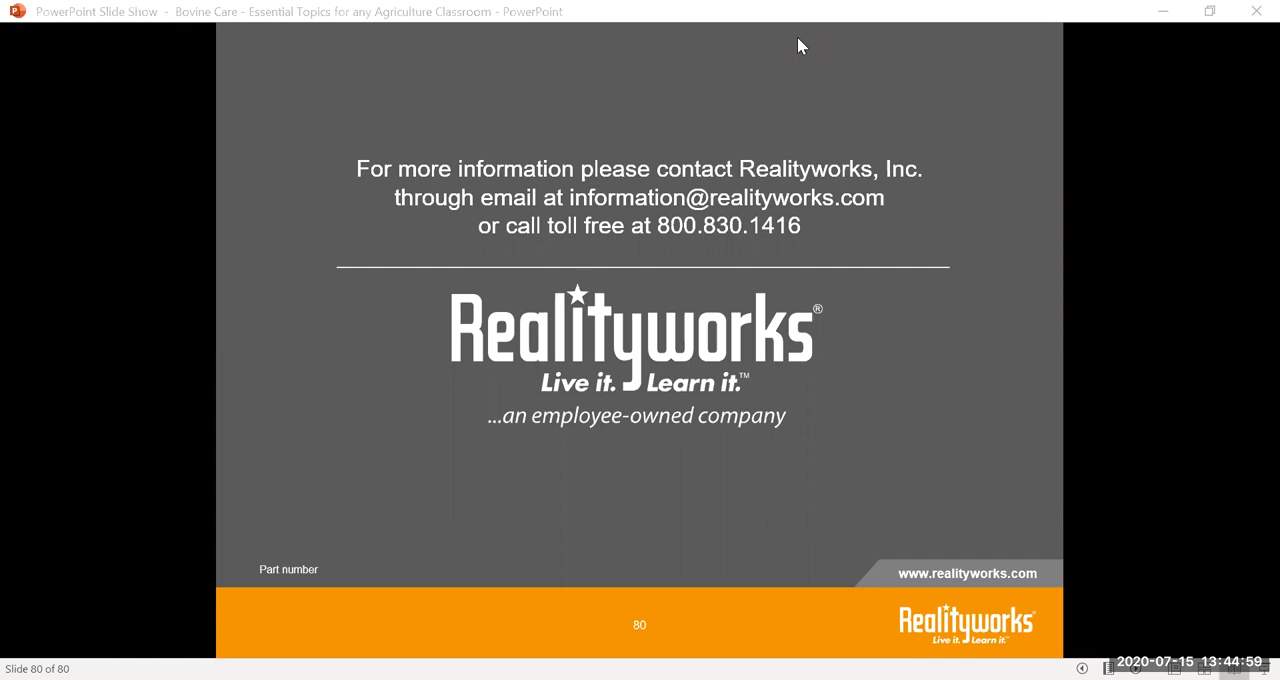 PowerPoint Slide Show - Bovine Care - Essential Topics for any Agriculture Classroom - PowerPoint
For more information please contact Realityworks, Inc.
through email at information@realityworks.com
or call toll free at 800.830.1416
Realityworks®
Live it. Learn it.™
...an employee-owned company
Part number
www.realityworks.com
80
Realityworks®
Live it. Learn it.™
Slide 80 of 80
2020-07-15 13:44:59